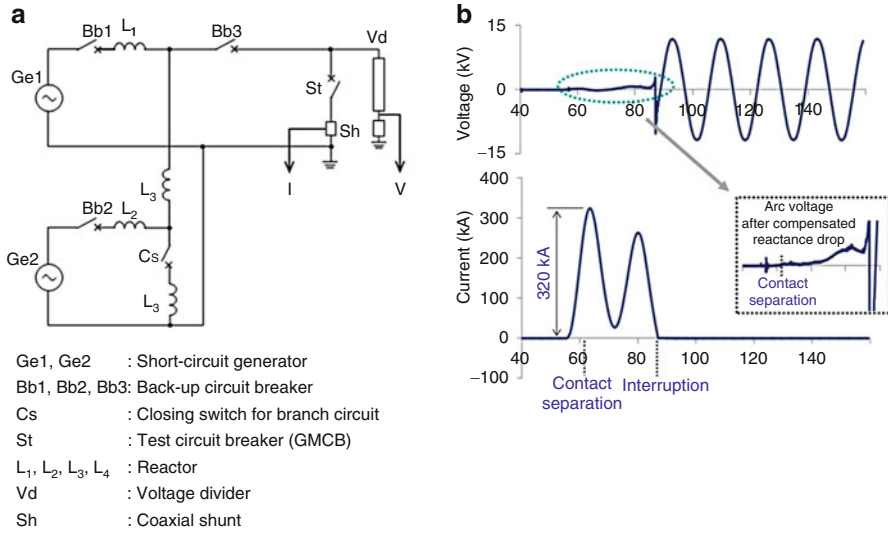 a
Bb1
L₁
Bb3
Vd
Ge1
St
Sh
I
V
L₃
Bb2
L₂
Ge2
Cs
L₃
Ge1, Ge2 : Short-circuit generator
Bb1, Bb2, Bb3: Back-up circuit breaker
Cs : Closing switch for branch circuit
St : Test circuit breaker (GMCB)
L₁, L₂, L₃, L₄ : Reactor
Vd : Voltage divider
Sh : Coaxial shunt
b
Voltage (kV)
15
0
−15
40 60 80 100 120 140
Current (kA)
400
300
200
100
0
−100
320 kA
40 60 80 100 120 140
Contact
separation
Interruption
Arc voltage
after compensated
reactance drop
Contact
separation